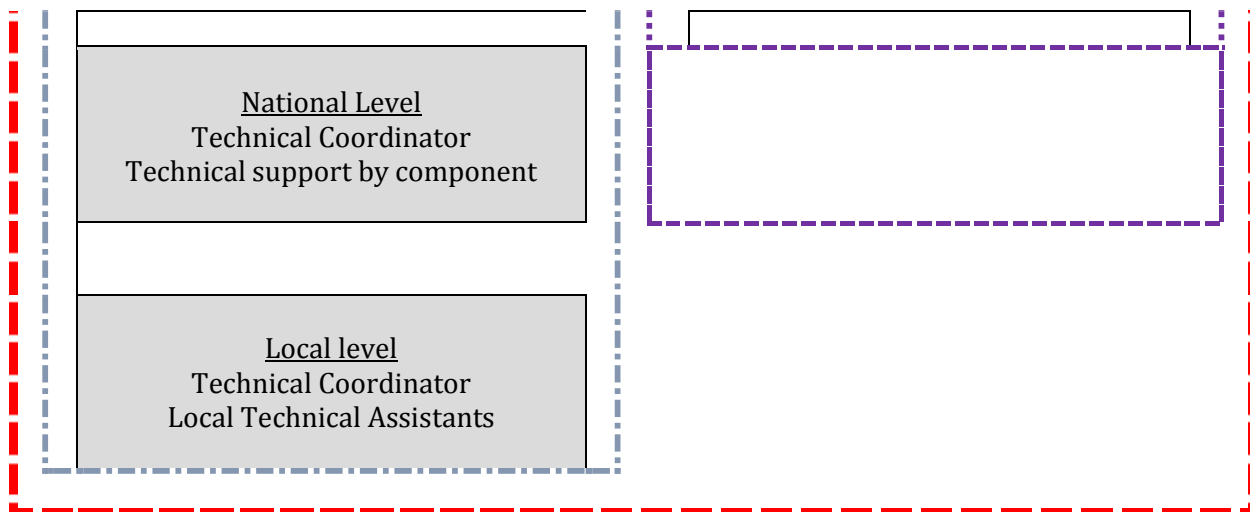 National Level
Technical Coordinator
Technical support by component
Local level
Technical Coordinator
Local Technical Assistants